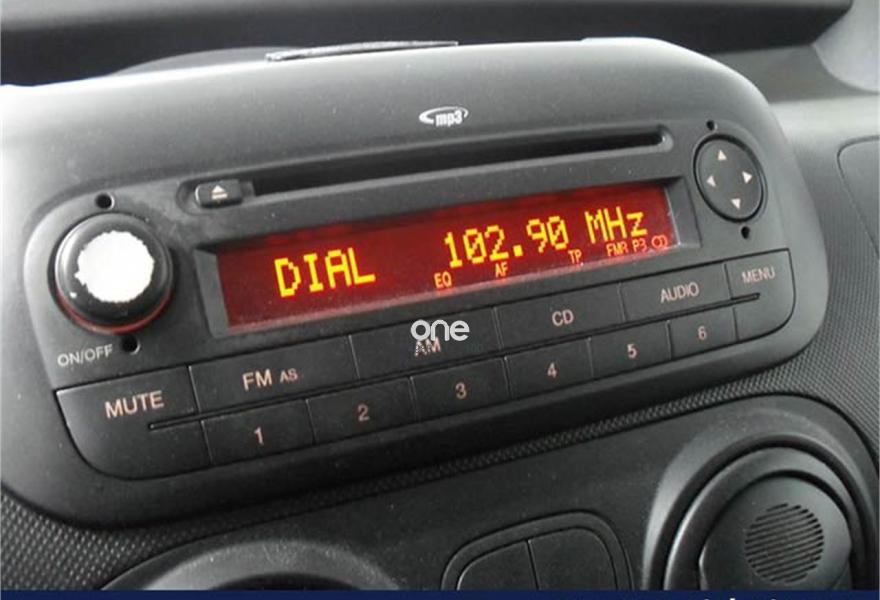 mp3
DIAL 102.90 MHz
EQ AF TP FMR P3 CD
ON/OFF
MUTE FM AS AM CD AUDIO MENU
1 2 3 4 5 6
one